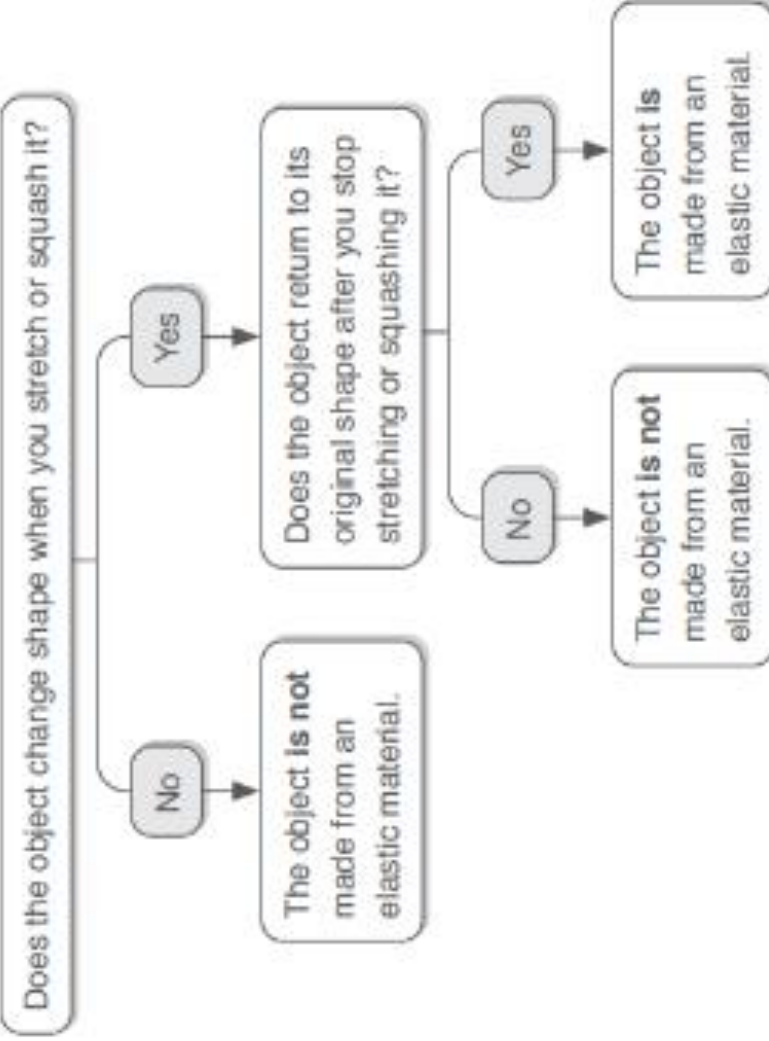 Does the object change shape when you stretch or squash it?
No
Yes
The object is not
made from an
elastic material.
Does the object return to its
original shape after you stop
stretching or squashing it?
No
Yes
The object is not
made from an
elastic material.
The object is
made from an
elastic material.